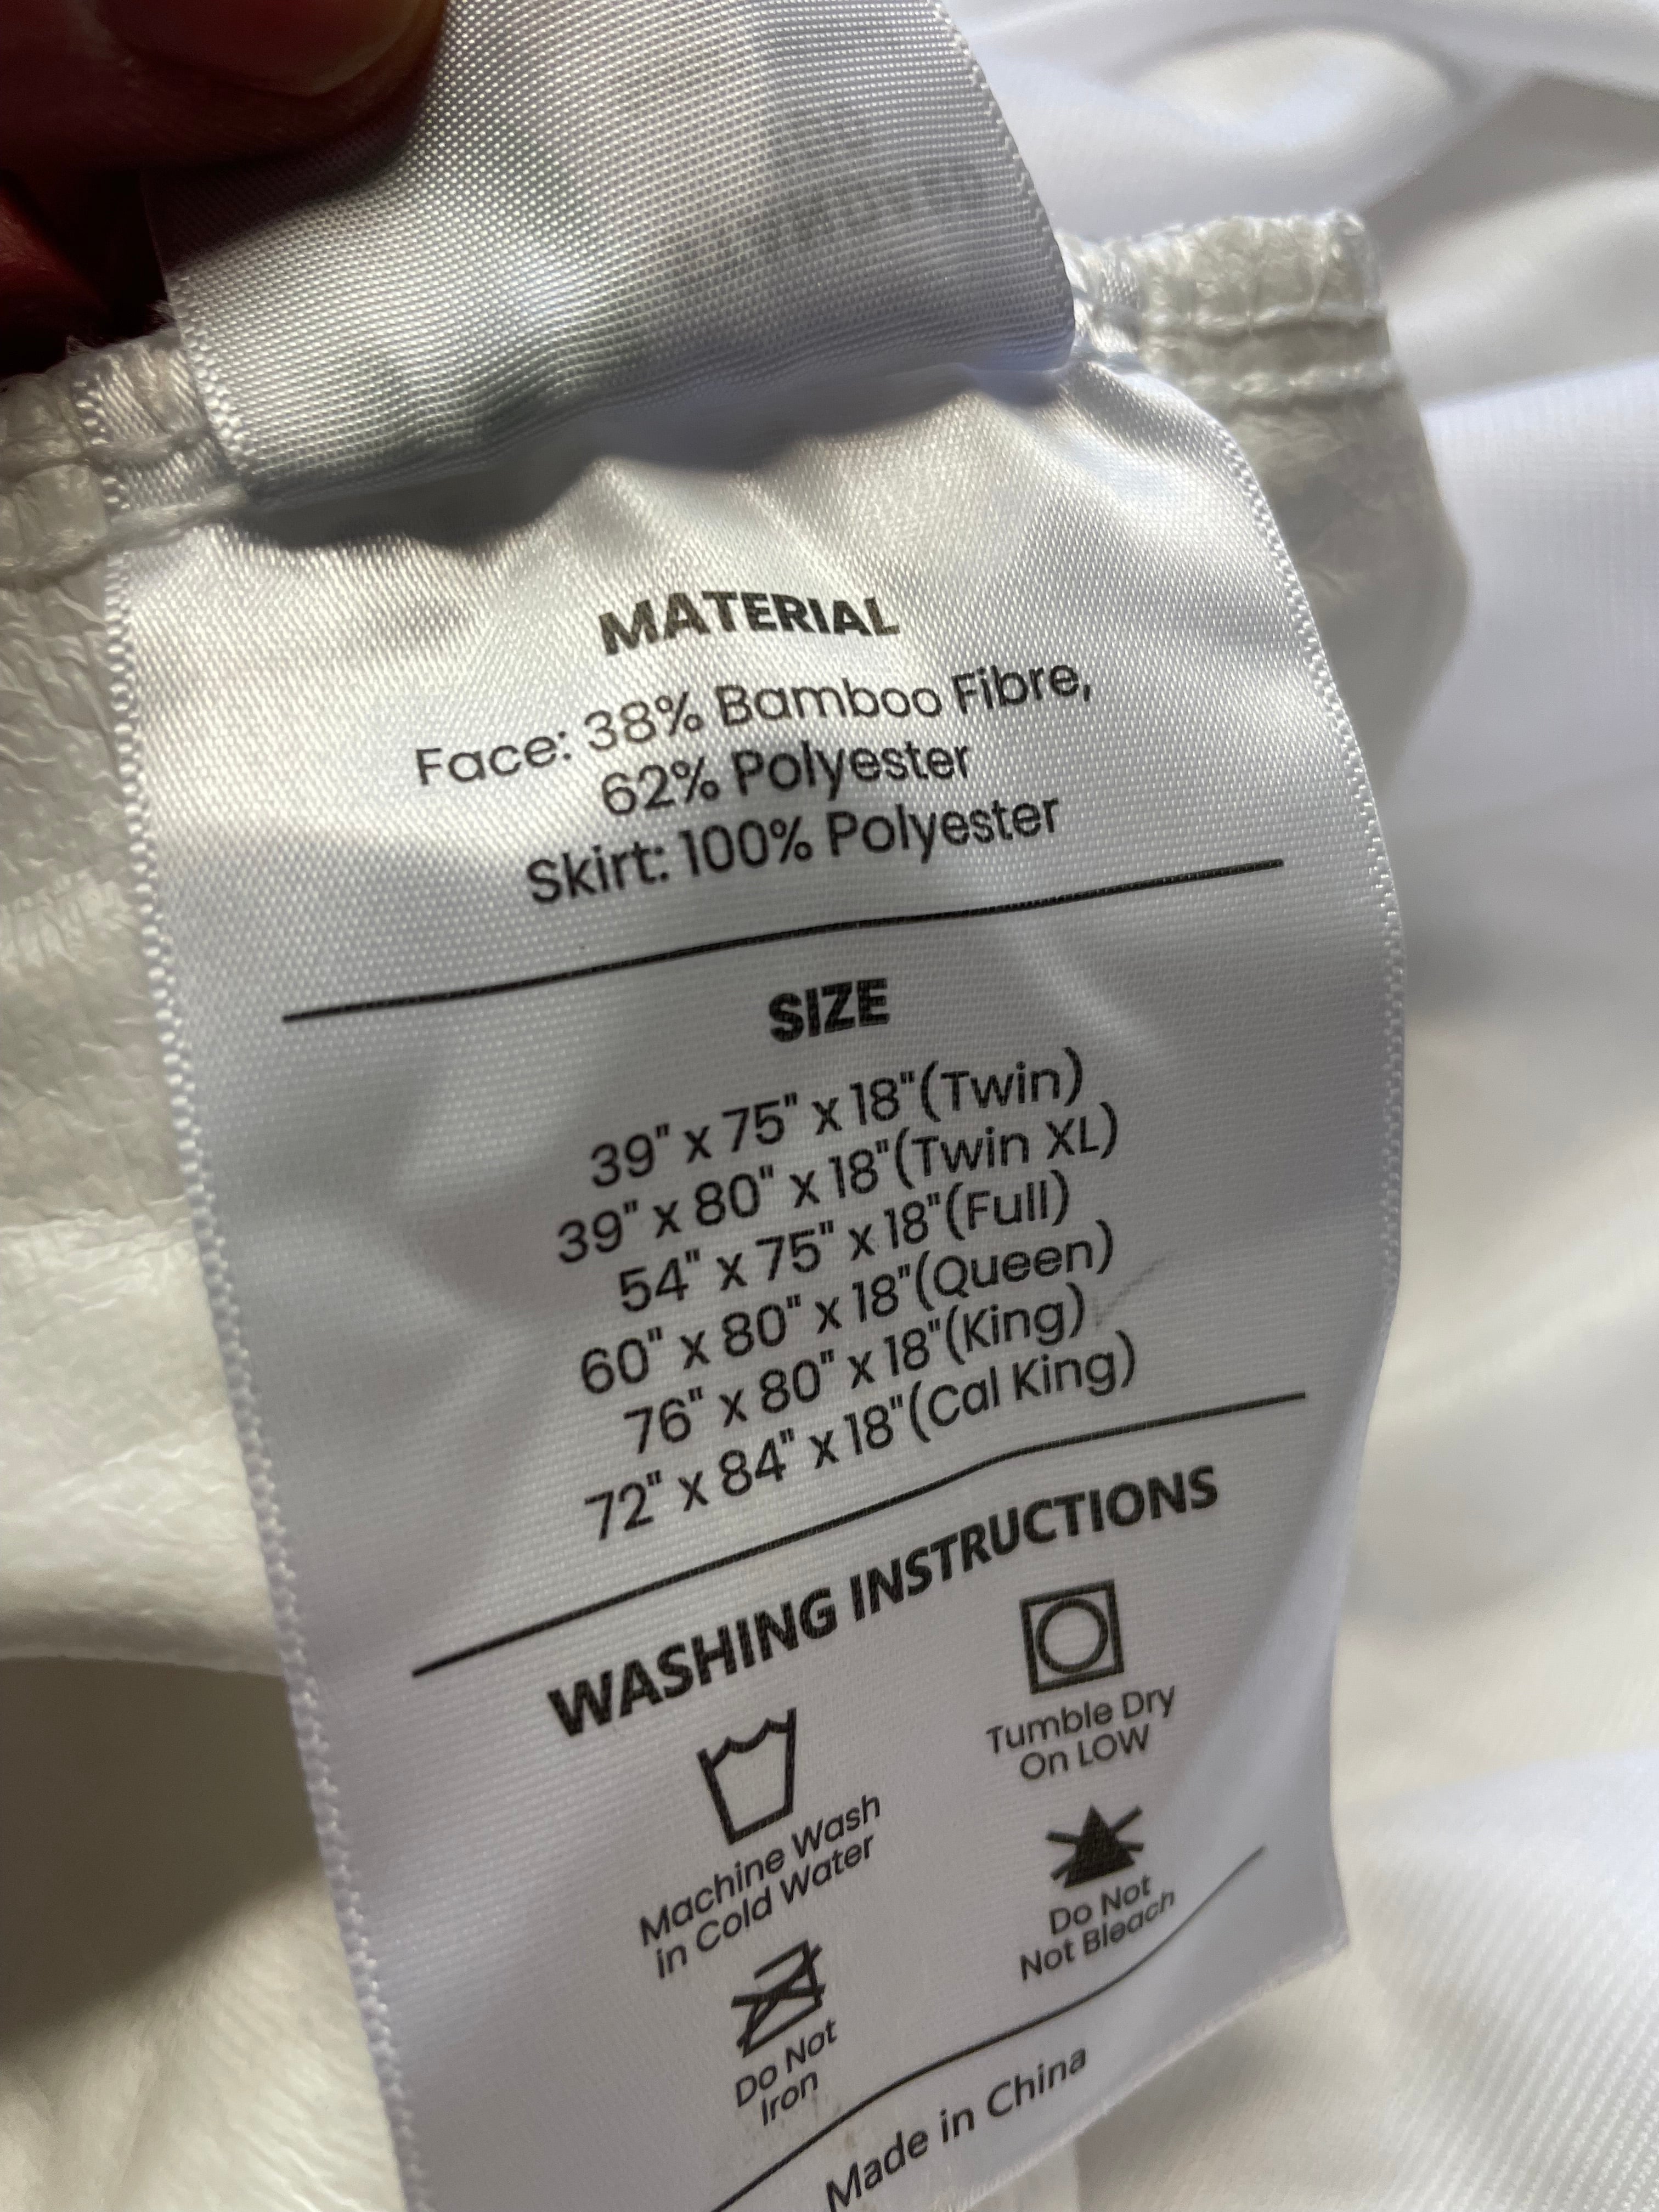 MATERIAL
Face: 38% Bamboo Fibre,
62% Polyester
Skirt: 100% Polyester
SIZE
39" x 75" x 18"(Twin)
39" x 80" x 18"(Twin XL)
54" x 75" x 18"(Full)
60" x 80" x 18"(Queen)
76" x 80" x 18"(King)
72" x 84" x 18"(Cal King)
WASHING INSTRUCTIONS
Machine Wash
in Cold Water
Tumble Dry
On LOW
Do Not
Iron
Do Not
Not Bleach
Made in China